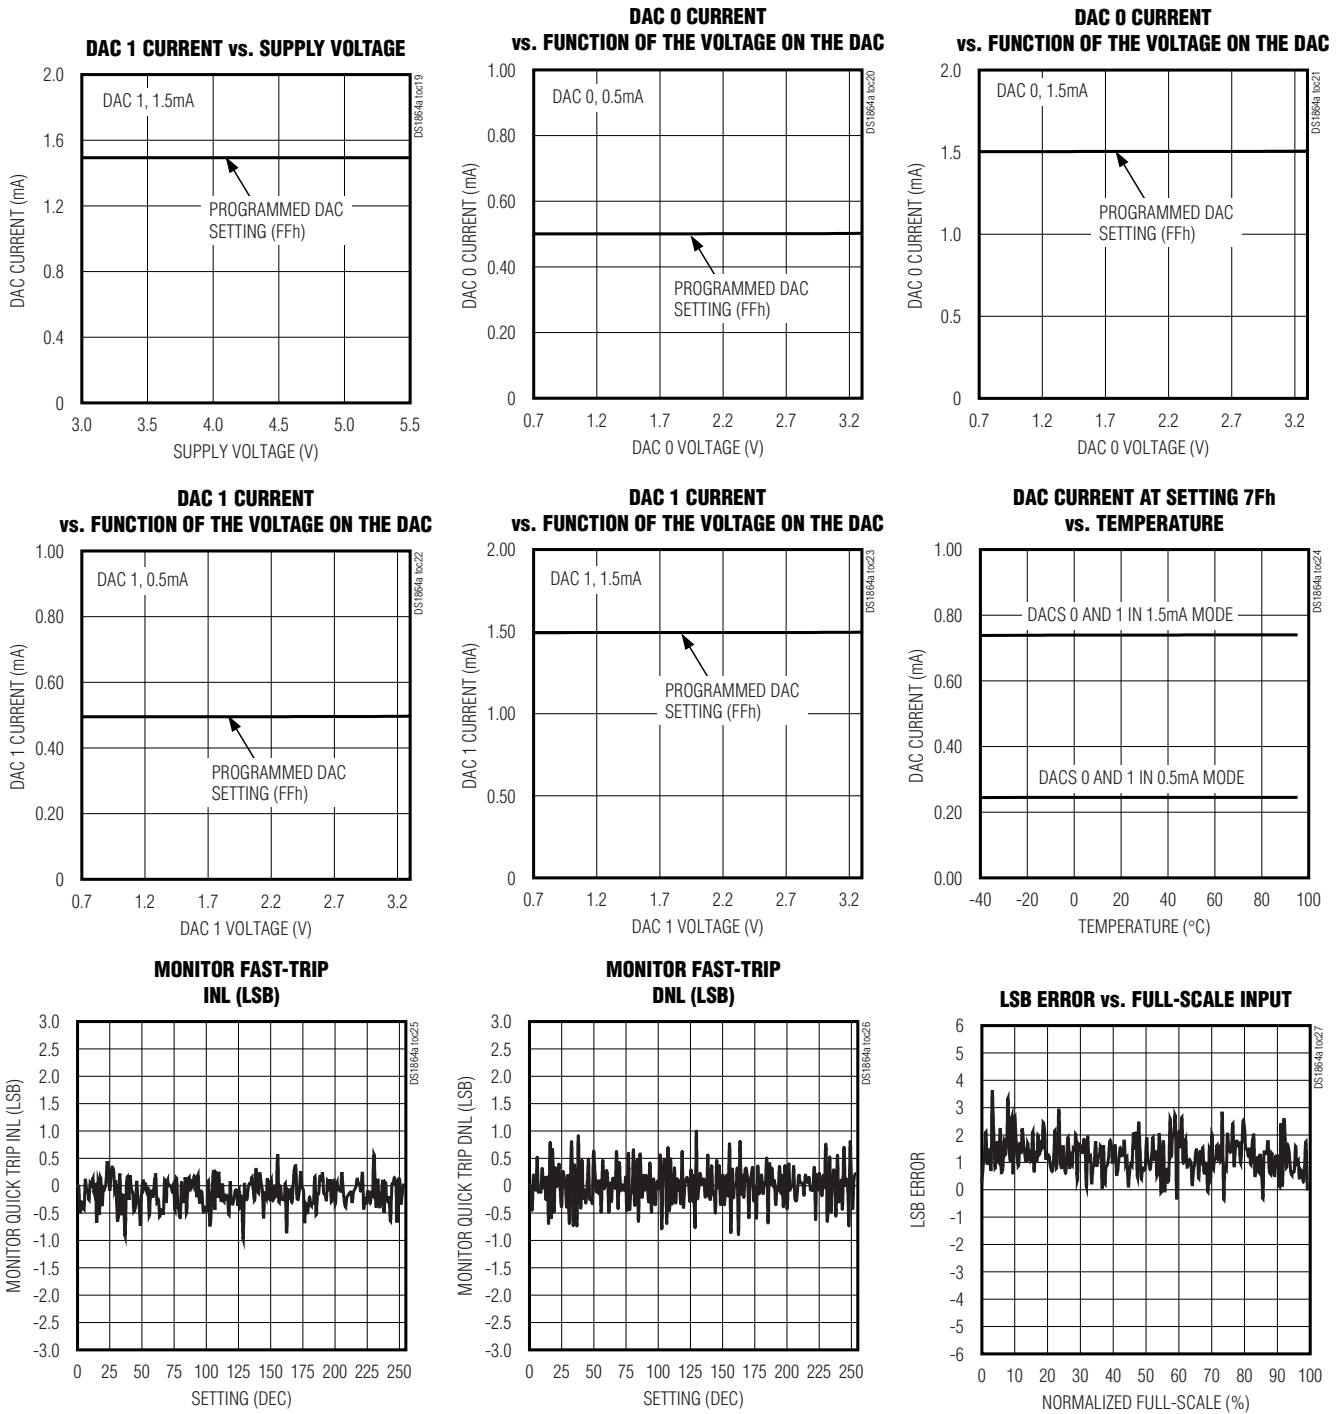 DAC 1 CURRENT vs. SUPPLY VOLTAGE
DAC 1, 1.5mA
PROGRAMMED DAC
SETTING (FFh)
DAC CURRENT (mA)
2.0
1.6
1.2
0.8
0.4
0
3.0 3.5 4.0 4.5 5.0 5.5
SUPPLY VOLTAGE (V)
DS1864a toc19
DAC 0 CURRENT
vs. FUNCTION OF THE VOLTAGE ON THE DAC
DAC 0, 0.5mA
PROGRAMMED DAC
SETTING (FFh)
DAC 0 CURRENT (mA)
1.00
0.80
0.60
0.40
0.20
0
0.7 1.2 1.7 2.2 2.7 3.2
DAC 0 VOLTAGE (V)
DS1864a toc20
DAC 0 CURRENT
vs. FUNCTION OF THE VOLTAGE ON THE DAC
DAC 0, 1.5mA
PROGRAMMED DAC
SETTING (FFh)
DAC 0 CURRENT (mA)
2.0
1.5
1.0
0.5
0
0.7 1.2 1.7 2.2 2.7 3.2
DAC 0 VOLTAGE (V)
DS1864a toc21
DAC 1 CURRENT
vs. FUNCTION OF THE VOLTAGE ON THE DAC
DAC 1, 0.5mA
PROGRAMMED DAC
SETTING (FFh)
DAC 1 CURRENT (mA)
1.00
0.80
0.60
0.40
0.20
0
0.7 1.2 1.7 2.2 2.7 3.2
DAC 1 VOLTAGE (V)
DS1864a toc22
DAC 1 CURRENT
vs. FUNCTION OF THE VOLTAGE ON THE DAC
DAC 1, 1.5mA
PROGRAMMED DAC
SETTING (FFh)
DAC 1 CURRENT (mA)
2.00
1.50
1.00
0.50
0
0.7 1.2 1.7 2.2 2.7 3.2
DAC 1 VOLTAGE (V)
DS1864a toc23
DAC CURRENT AT SETTING 7Fh
vs. TEMPERATURE
DACS 0 AND 1 IN 1.5mA MODE
DACS 0 AND 1 IN 0.5mA MODE
DAC CURRENT (mA)
1.00
0.80
0.60
0.40
0.20
0.00
-40 -20 0 20 40 60 80 100
TEMPERATURE (°C)
DS1864a toc24
MONITOR FAST-TRIP
INL (LSB)
MONITOR QUICK TRIP INL (LSB)
3.0
2.5
2.0
1.5
1.0
0.5
0
-0.5
-1.0
-1.5
-2.0
-2.5
-3.0
0 25 50 75 100 125 150 175 200 225 250
SETTING (DEC)
DS1864a toc25
MONITOR FAST-TRIP
DNL (LSB)
MONITOR QUICK TRIP DNL (LSB)
3.0
2.5
2.0
1.5
1.0
0.5
0
-0.5
-1.0
-1.5
-2.0
-2.5
-3.0
0 25 50 75 100 125 150 175 200 225 250
SETTING (DEC)
DS1864a toc26
LSB ERROR vs. FULL-SCALE INPUT
LSB ERROR
6
5
4
3
2
1
0
-1
-2
-3
-4
-5
-6
0 10 20 30 40 50 60 70 80 90 100
NORMALIZED FULL-SCALE (%)
DS1864a toc27